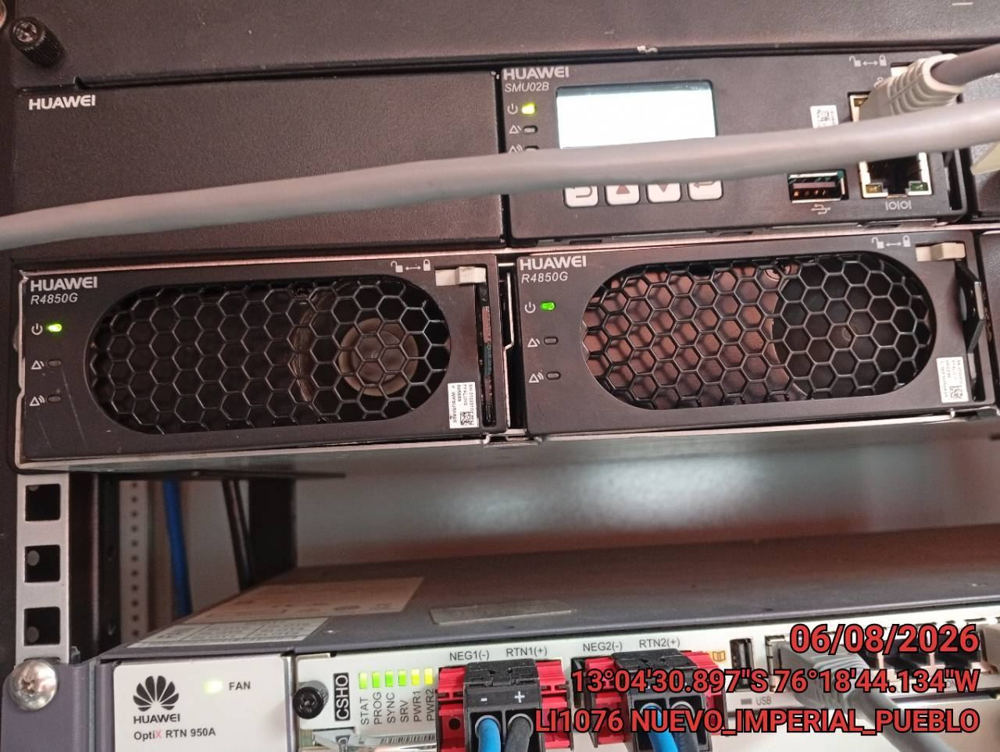 HUAWEI
HUAWEI
SMU02B
HUAWEI
R4850G
HUAWEI
R4850G
NEG1(-) RTN1(+)
NEG2(-) RTN2(+)
- +
FAN
HUAWEI
OptiX RTN 950A
CSHO
STAT
PROG
SYNC
SRV
PWR1
PWR2
USB
06/08/2026
13°04'30.897"S 76°18'44.134"W
LI1076 NUEVO_IMPERIAL_PUEBLO